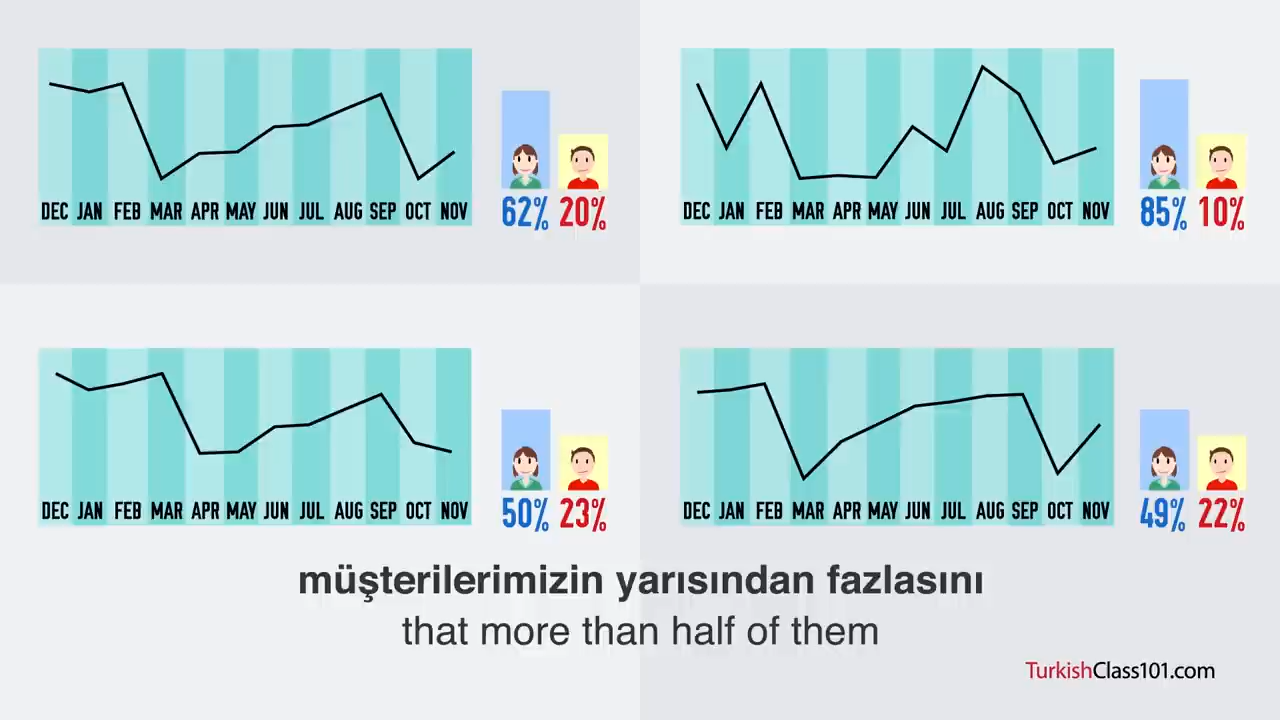 DEC JAN FEB MAR APR MAY JUN JUL AUG SEP OCT NOV
62% 20%
DEC JAN FEB MAR APR MAY JUN JUL AUG SEP OCT NOV
85% 10%
DEC JAN FEB MAR APR MAY JUN JUL AUG SEP OCT NOV
50% 23%
DEC JAN FEB MAR APR MAY JUN JUL AUG SEP OCT NOV
49% 22%
müşterilerimizin yarısından fazlasını
that more than half of them
TurkishClass101.com